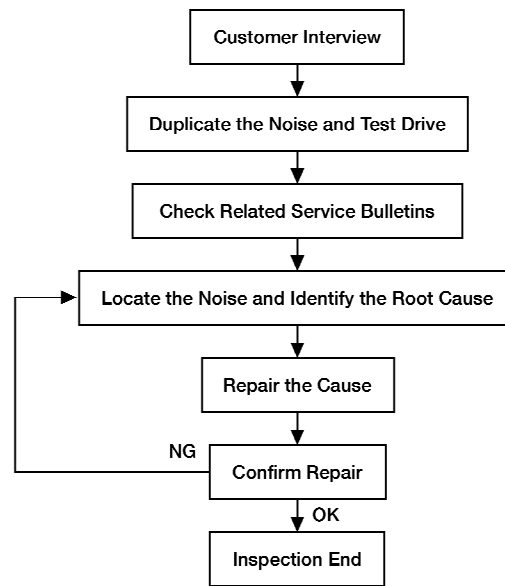 Customer Interview
Duplicate the Noise and Test Drive
Check Related Service Bulletins
Locate the Noise and Identify the Root Cause
Repair the Cause
NG
Confirm Repair
OK
Inspection End